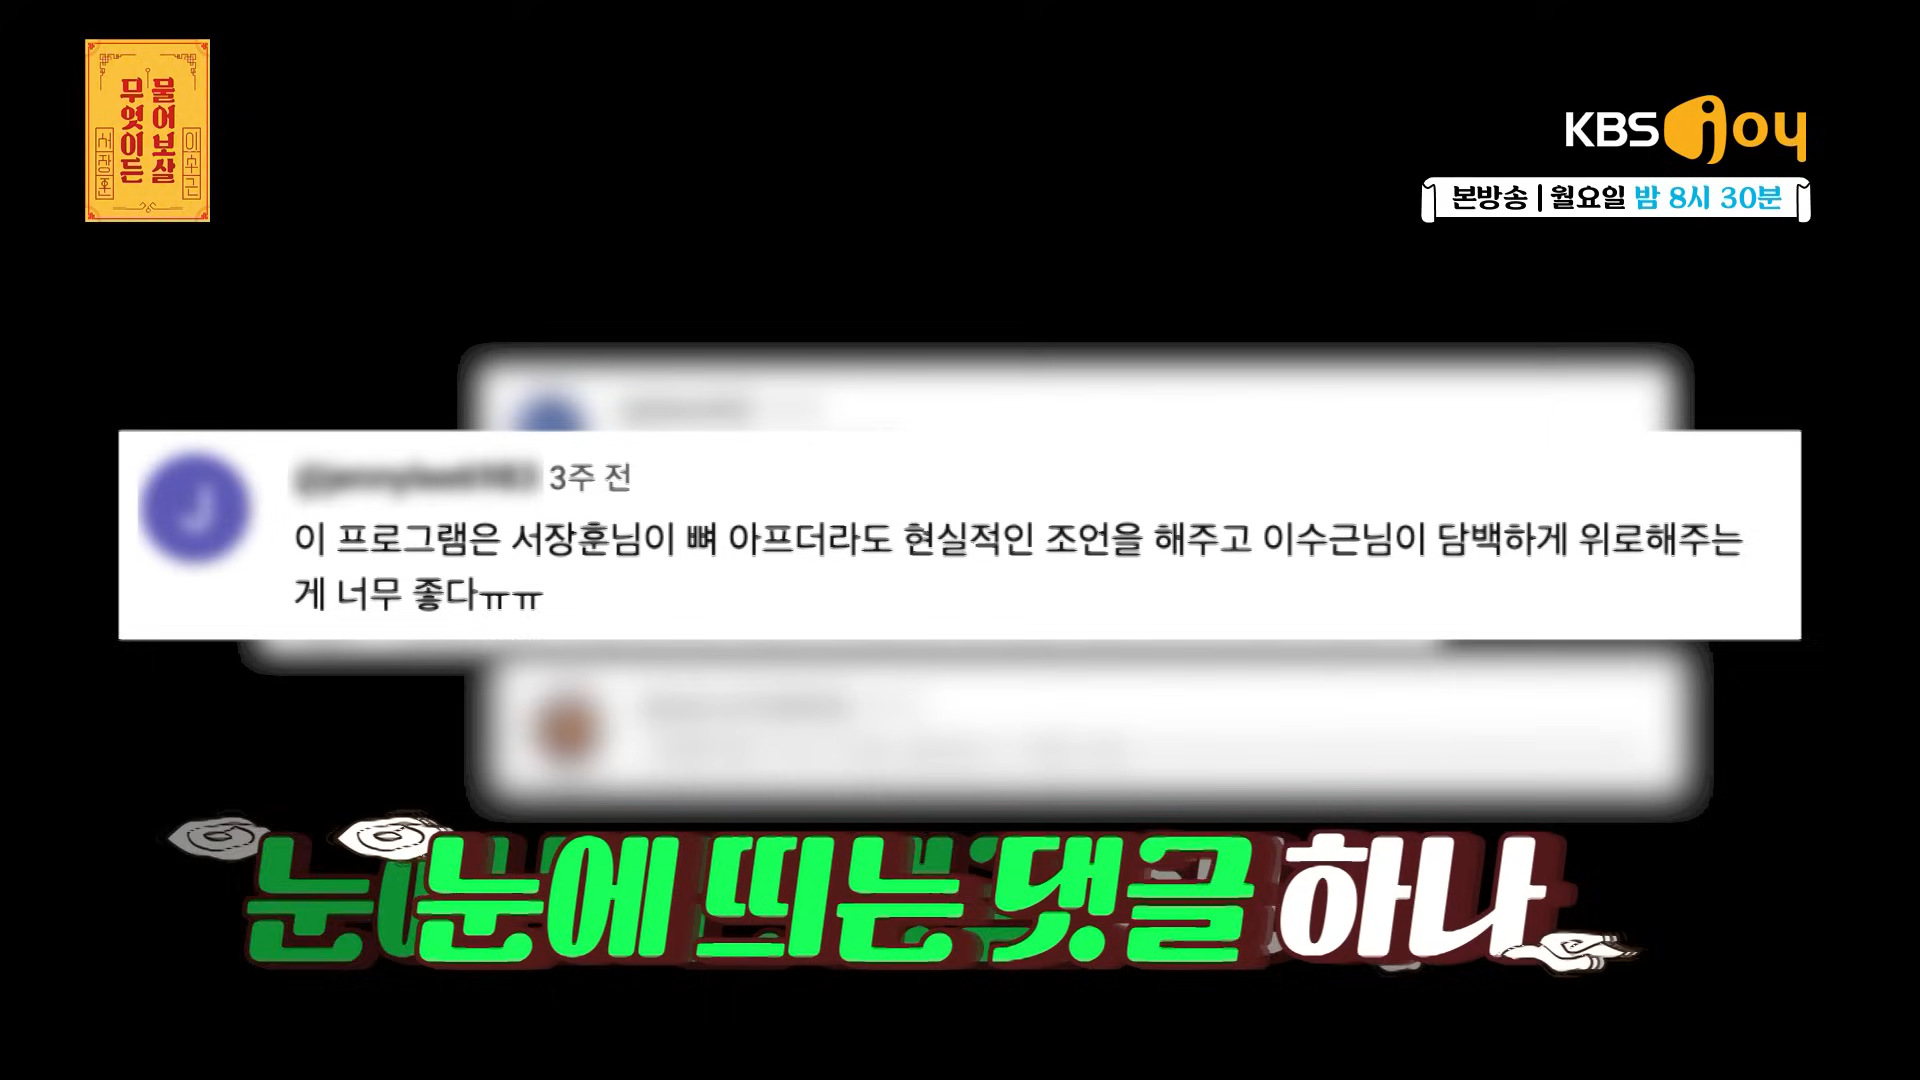 무엇이든
물어보살
서장훈
이수근
KBS joy
본방송 | 월요일 밤 8시 30분
3주 전
이 프로그램은 서장훈님이 뼈 아프더라도 현실적인 조언을 해주고 이수근님이 담백하게 위로해주는
게 너무 좋다ㅠㅠ
눈에 띄는 댓글 하나